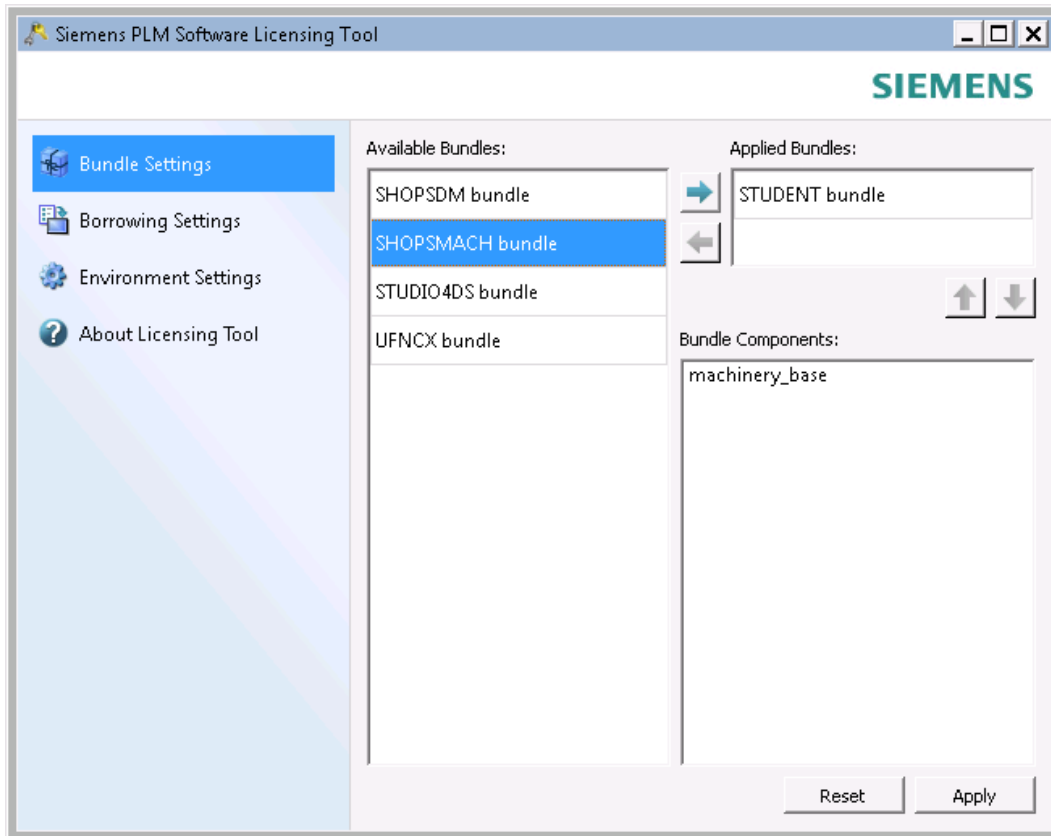 Siemens PLM Software Licensing Tool
SIEMENS
Bundle Settings
Borrowing Settings
Environment Settings
About Licensing Tool
Available Bundles:
SHOPSDM bundle
SHOPSMACH bundle
STUDIO4DS bundle
UFNCX bundle
Applied Bundles:
STUDENT bundle
Bundle Components:
machinery_base
Reset
Apply